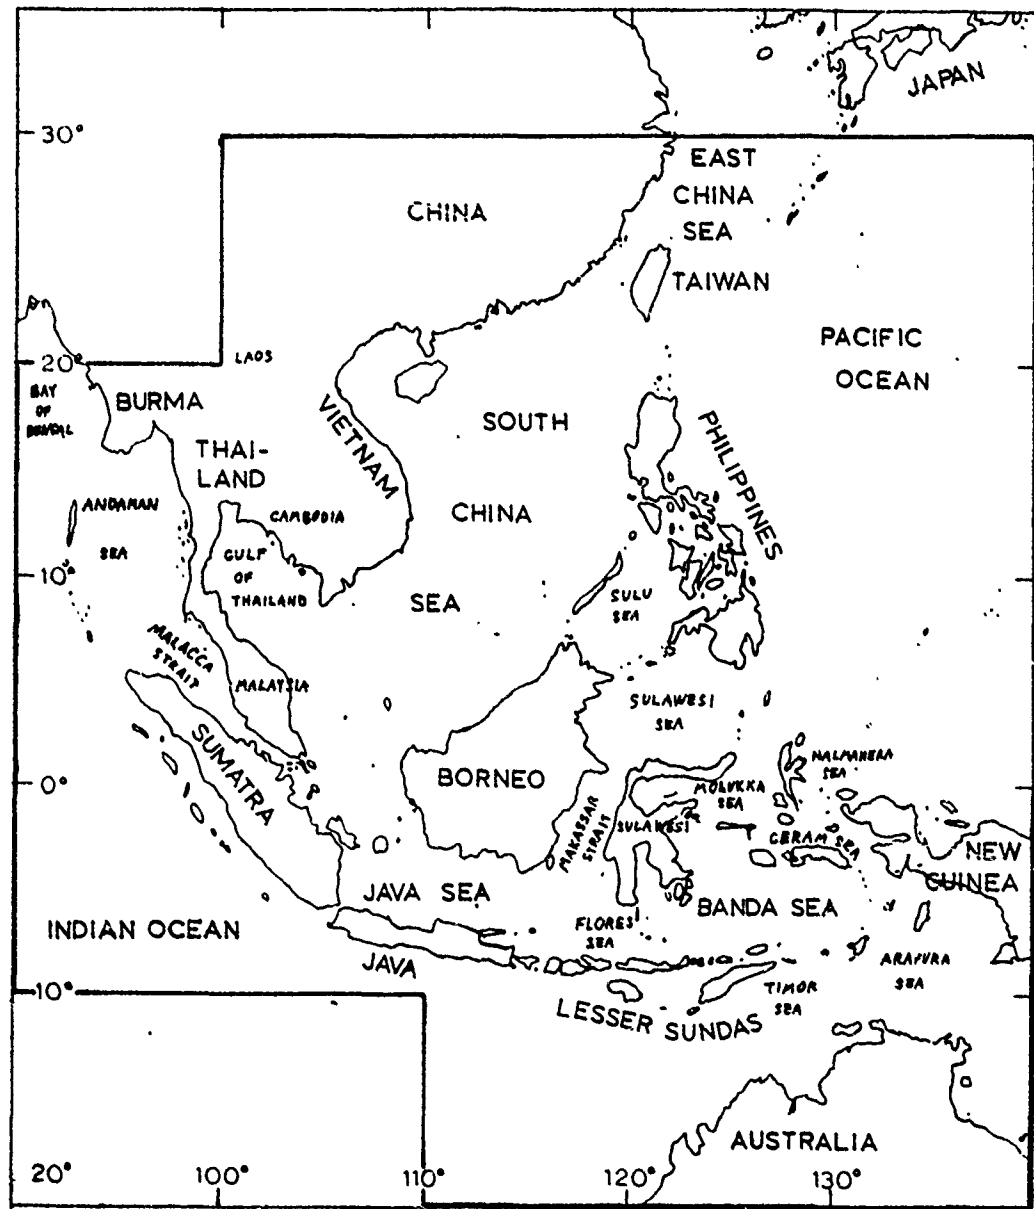 JAPAN
30°
EAST
CHINA
SEA
CHINA
TAIWAN
PACIFIC
OCEAN
20°
LAOS
BAY
OF
BENGAL
BURMA
VIETNAM
SOUTH
CHINA
SEA
PHILIPPINES
THAI-
LAND
ANDAMAN
SEA
CAMBODIA
GULF
OF
THAILAND
10°
SULU
SEA
MALACCA
STRAIT
MALAYSIA
SULAWESI
SEA
SUMATRA
0°
BORNEO
MAKASSAR
STRAIT
SULAWESI
MOLUKKA
SEA
HALMAHERA
SEA
CERAM SEA
NEW
GUINEA
JAVA SEA
BANDA SEA
INDIAN OCEAN
FLORES
SEA
JAVA
ARAFURA
SEA
TIMOR
SEA
LESSER SUNDAS
10°
AUSTRALIA
20°
100°
110°
120°
130°